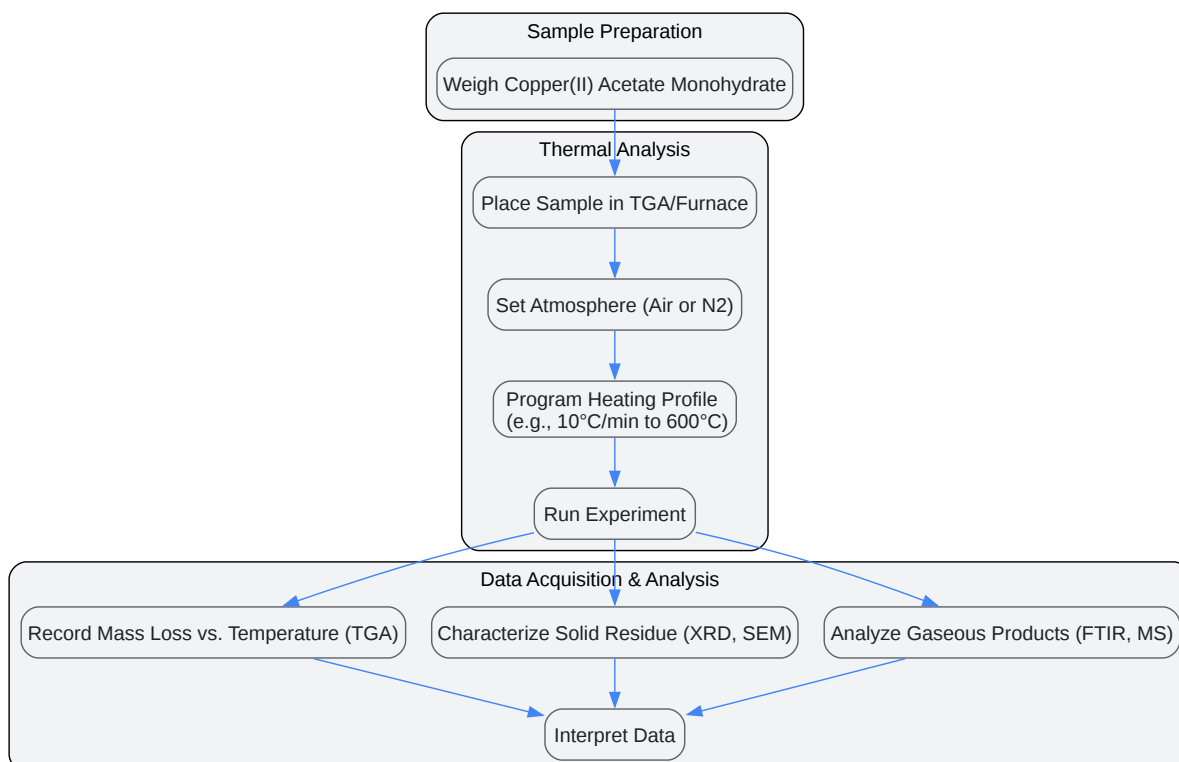 Sample Preparation
Weigh Copper(II) Acetate Monohydrate
Thermal Analysis
Place Sample in TGA/Furnace
Set Atmosphere (Air or N2)
Program Heating Profile
(e.g., 10°C/min to 600°C)
Run Experiment
Data Acquisition & Analysis
Record Mass Loss vs. Temperature (TGA)
Characterize Solid Residue (XRD, SEM)
Analyze Gaseous Products (FTIR, MS)
Interpret Data